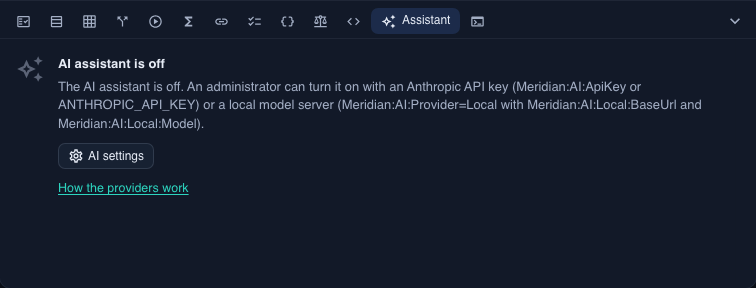 Assistant
AI assistant is off
The AI assistant is off. An administrator can turn it on with an Anthropic API key (Meridian:AI:ApiKey or
ANTHROPIC_API_KEY) or a local model server (Meridian:AI:Provider=Local with Meridian:AI:Local:BaseUrl and
Meridian:AI:Local:Model).
AI settings
How the providers work